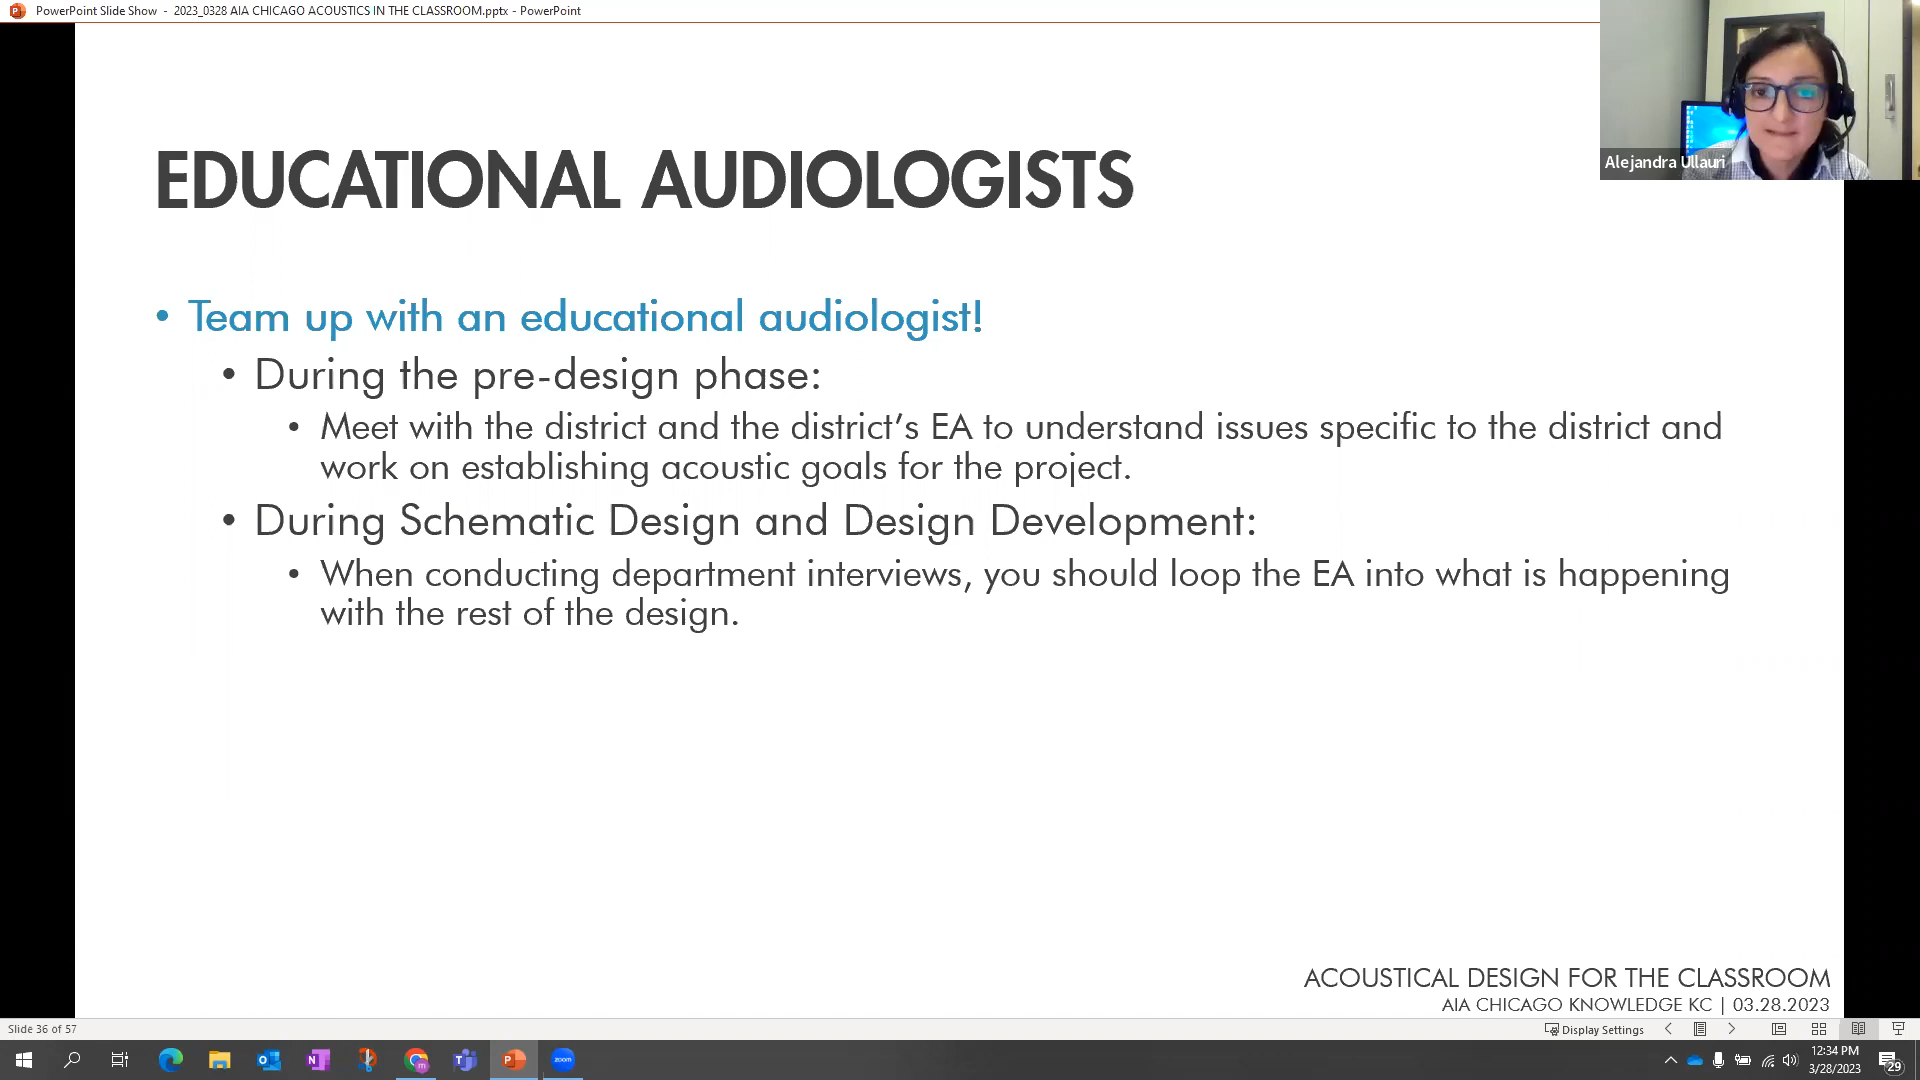 PowerPoint Slide Show - 2023_0328 AIA CHICAGO ACOUSTICS IN THE CLASSROOM.pptx - PowerPoint
Alejandra Ullauri
EDUCATIONAL AUDIOLOGISTS
• Team up with an educational audiologist!
• During the pre-design phase:
• Meet with the district and the district's EA to understand issues specific to the district and
work on establishing acoustic goals for the project.
• During Schematic Design and Design Development:
• When conducting department interviews, you should loop the EA into what is happening
with the rest of the design.
ACOUSTICAL DESIGN FOR THE CLASSROOM
AIA CHICAGO KNOWLEDGE KC | 03.28.2023
Slide 36 of 57
Display Settings
zoom
12:34 PM
3/28/2023
29